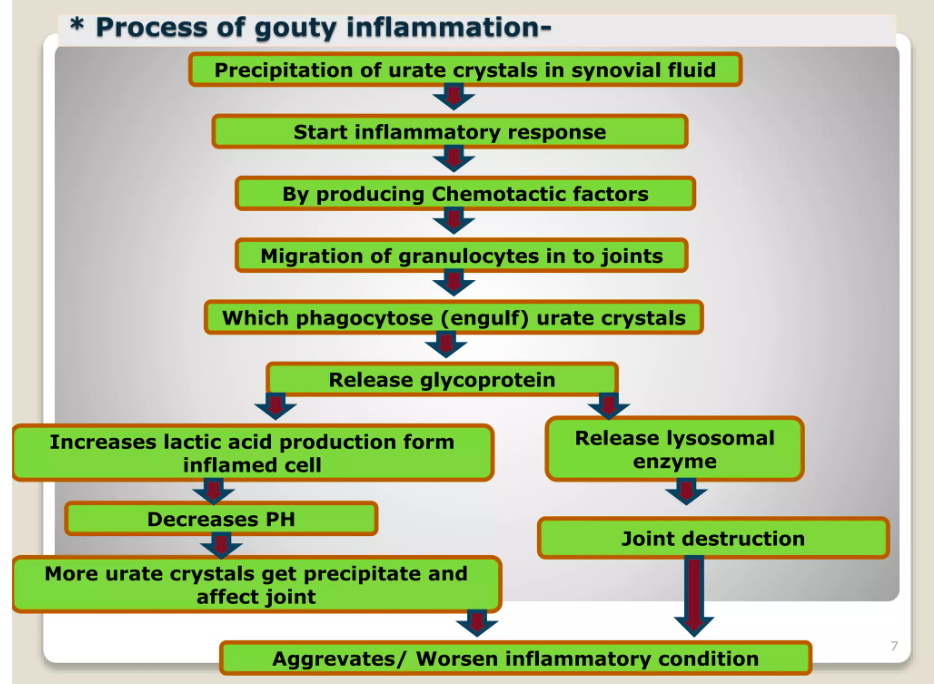 * Process of gouty inflammation-
Precipitation of urate crystals in synovial fluid
Start inflammatory response
By producing Chemotactic factors
Migration of granulocytes in to joints
Which phagocytose (engulf) urate crystals
Release glycoprotein
Increases lactic acid production form
inflamed cell
Release lysosomal
enzyme
Decreases PH
Joint destruction
More urate crystals get precipitate and
affect joint
Aggrevates/ Worsen inflammatory condition
7